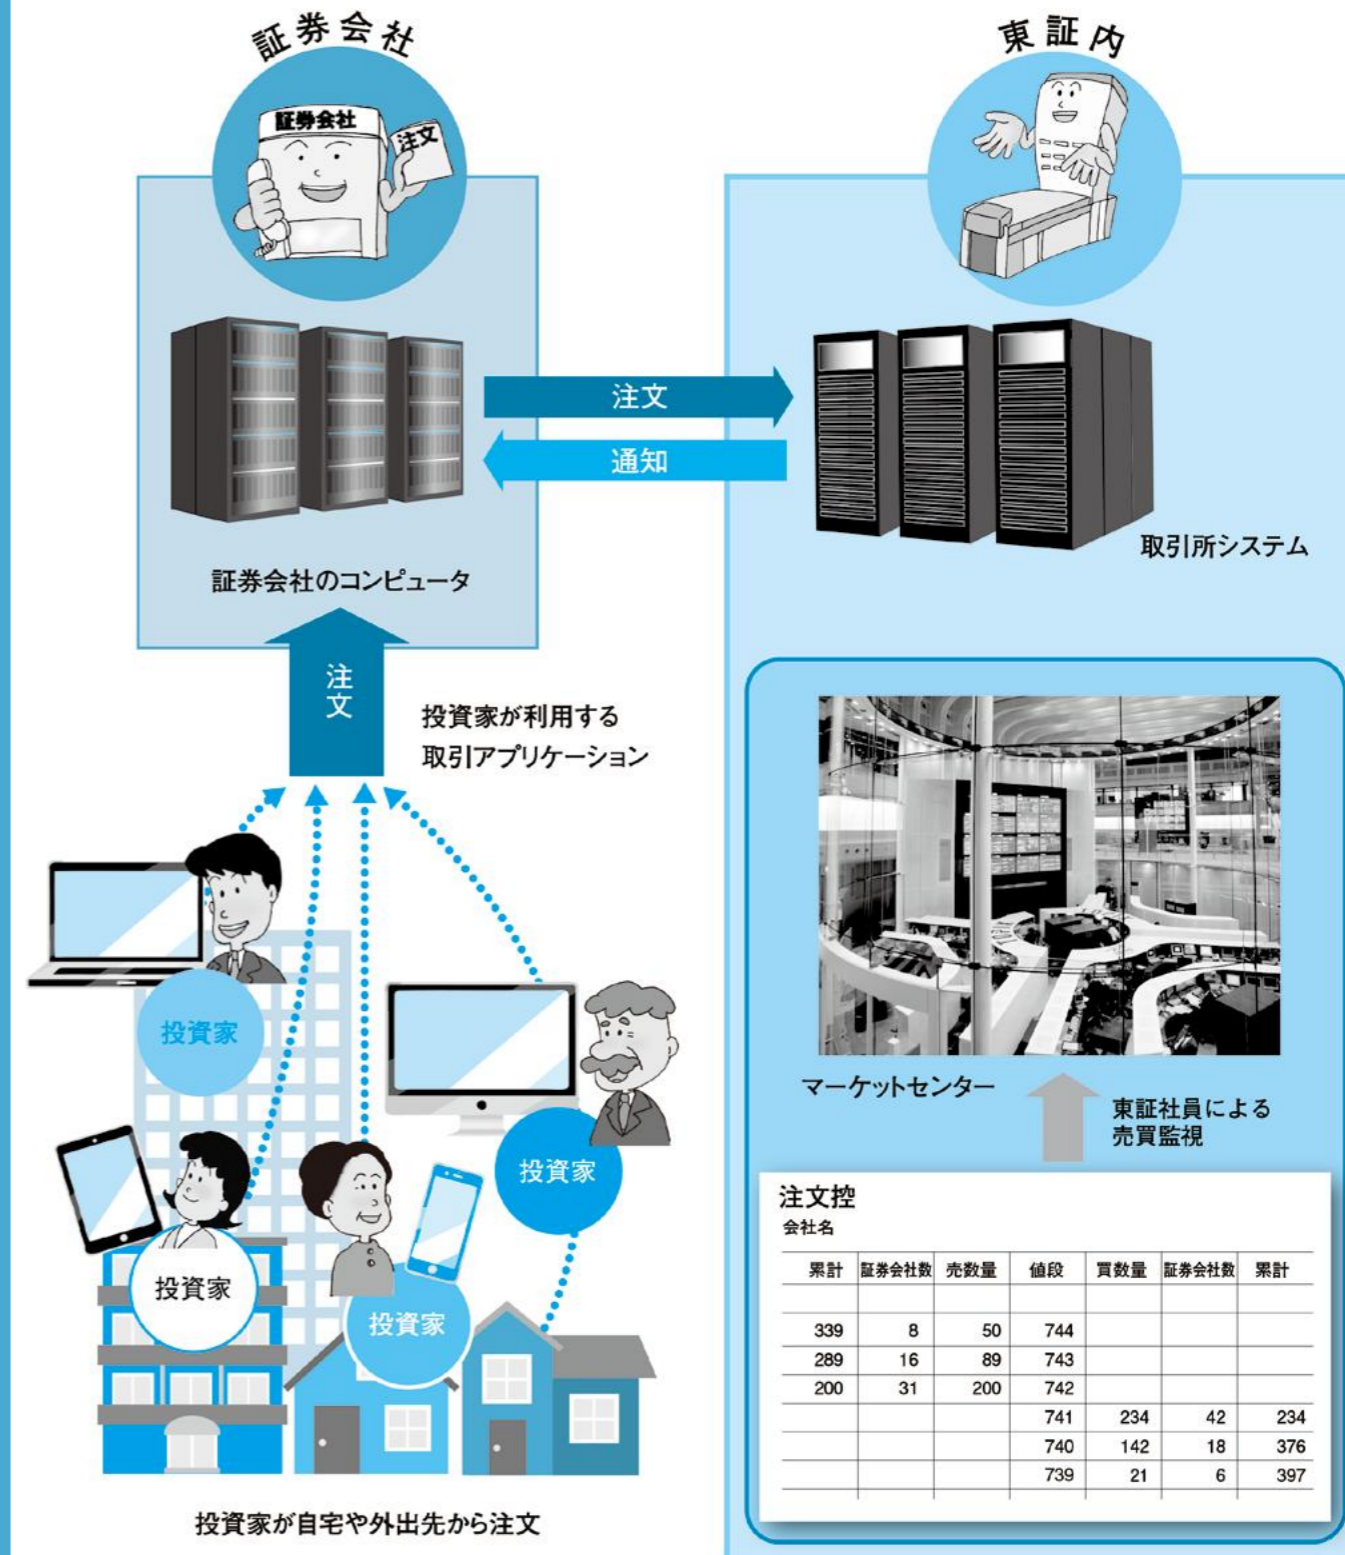 証券会社
証券会社
注文
証券会社のコンピュータ
注文
通知
東証内
取引所システム
注文
投資家が利用する
取引アプリケーション
投資家
投資家
投資家
投資家
投資家が自宅や外出先から注文
マーケットセンター
東証社員による
売買監視
注文控
会社名
累計 証券会社数 売数量 値段 買数量 証券会社数 累計
339 8 50 744
289 16 89 743
200 31 200 742
741 234 42 234
740 142 18 376
739 21 6 397